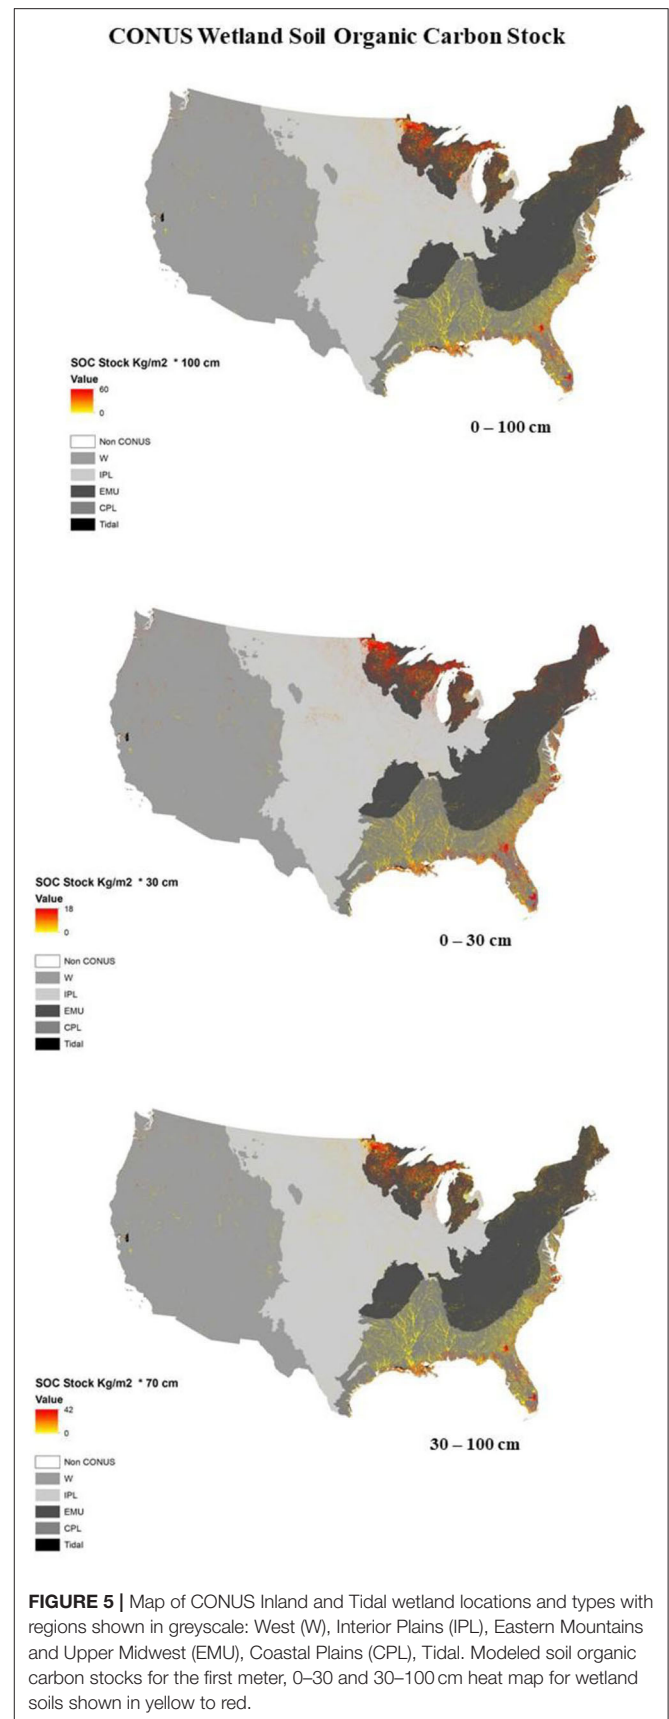 CONUS Wetland Soil Organic Carbon Stock
SOC Stock Kg/m2 * 100 cm
Value
60
0
Non CONUS
W
IPL
EMU
CPL
Tidal
0 – 100 cm
SOC Stock Kg/m2 * 30 cm
Value
18
0
Non CONUS
W
IPL
EMU
CPL
Tidal
0 – 30 cm
SOC Stock Kg/m2 * 70 cm
Value
42
0
Non CONUS
W
IPL
EMU
CPL
Tidal
30 – 100 cm
FIGURE 5 | Map of CONUS Inland and Tidal wetland locations and types with
regions shown in greyscale: West (W), Interior Plains (IPL), Eastern Mountains
and Upper Midwest (EMU), Coastal Plains (CPL), Tidal. Modeled soil organic
carbon stocks for the first meter, 0–30 and 30–100 cm heat map for wetland
soils shown in yellow to red.